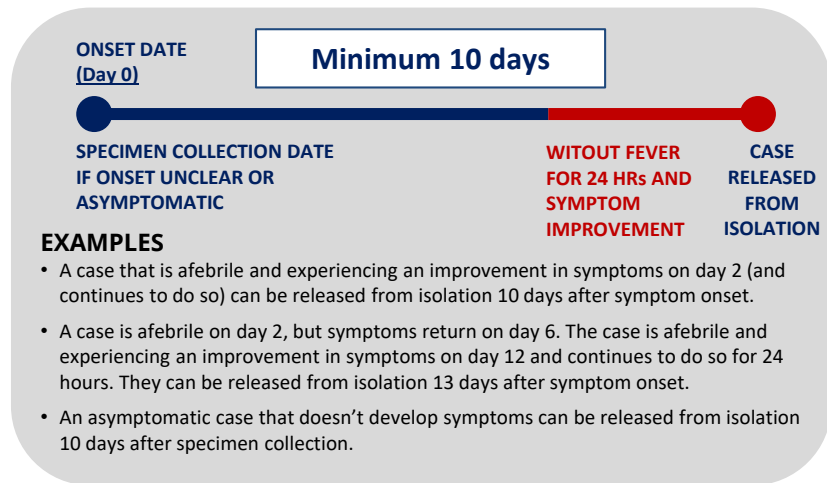 ONSET DATE
(Day 0)
Minimum 10 days
SPECIMEN COLLECTION DATE
IF ONSET UNCLEAR OR
ASYMPTOMATIC
WITOUT FEVER
FOR 24 HRs AND
SYMPTOM
IMPROVEMENT
CASE
RELEASED
FROM
ISOLATION
EXAMPLES
• A case that is afebrile and experiencing an improvement in symptoms on day 2 (and
continues to do so) can be released from isolation 10 days after symptom onset.
• A case is afebrile on day 2, but symptoms return on day 6. The case is afebrile and
experiencing an improvement in symptoms on day 12 and continues to do so for 24
hours. They can be released from isolation 13 days after symptom onset.
• An asymptomatic case that doesn’t develop symptoms can be released from isolation
10 days after specimen collection.